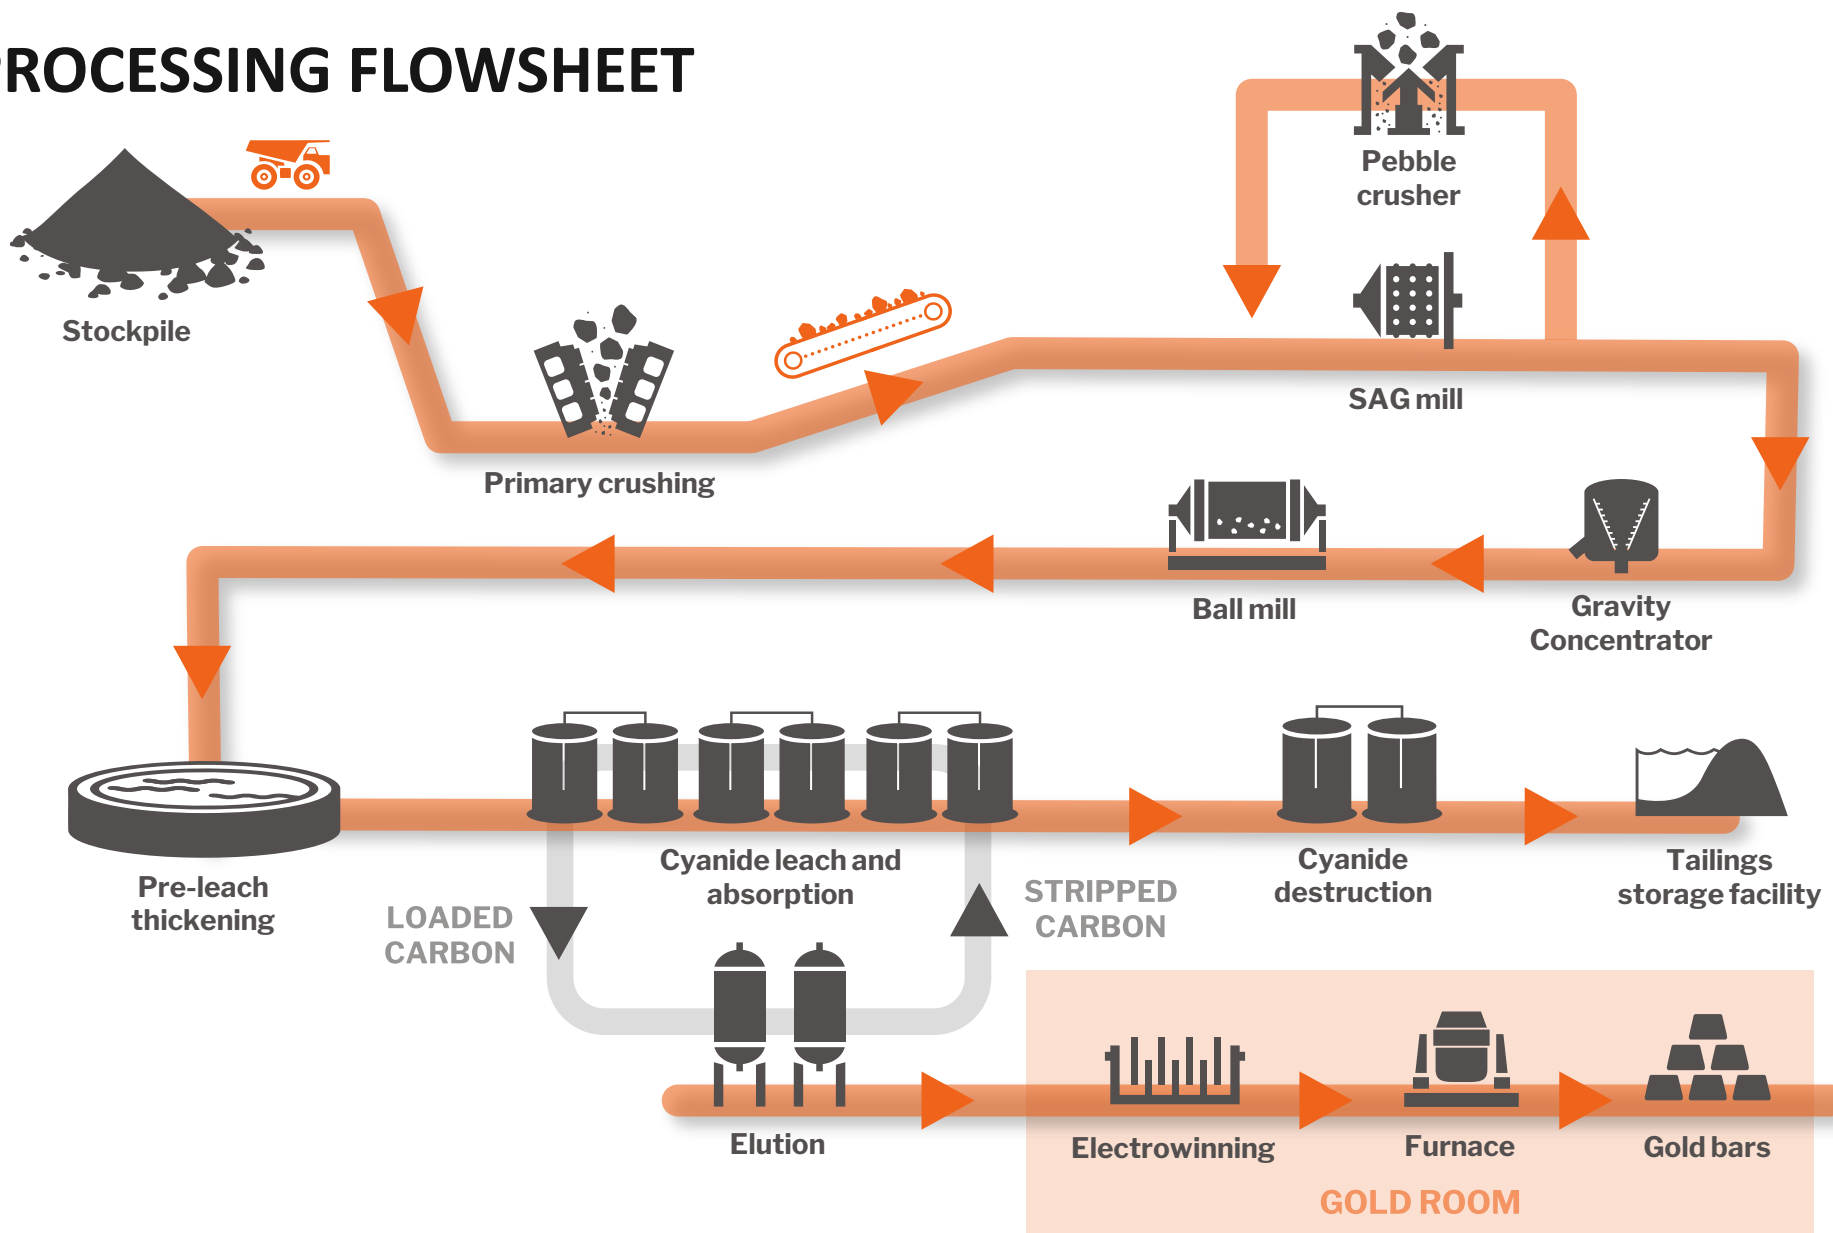 PROCESSING FLOWSHEET
Pebble
crusher
Stockpile
SAG mill
Primary crushing
Ball mill
Gravity
Concentrator
Pre-leach
thickening
Cyanide leach and
absorption
Cyanide
destruction
Tailings
storage facility
LOADED
CARBON
STRIPPED
CARBON
Elution
Electrowinning
Furnace
Gold bars
GOLD ROOM